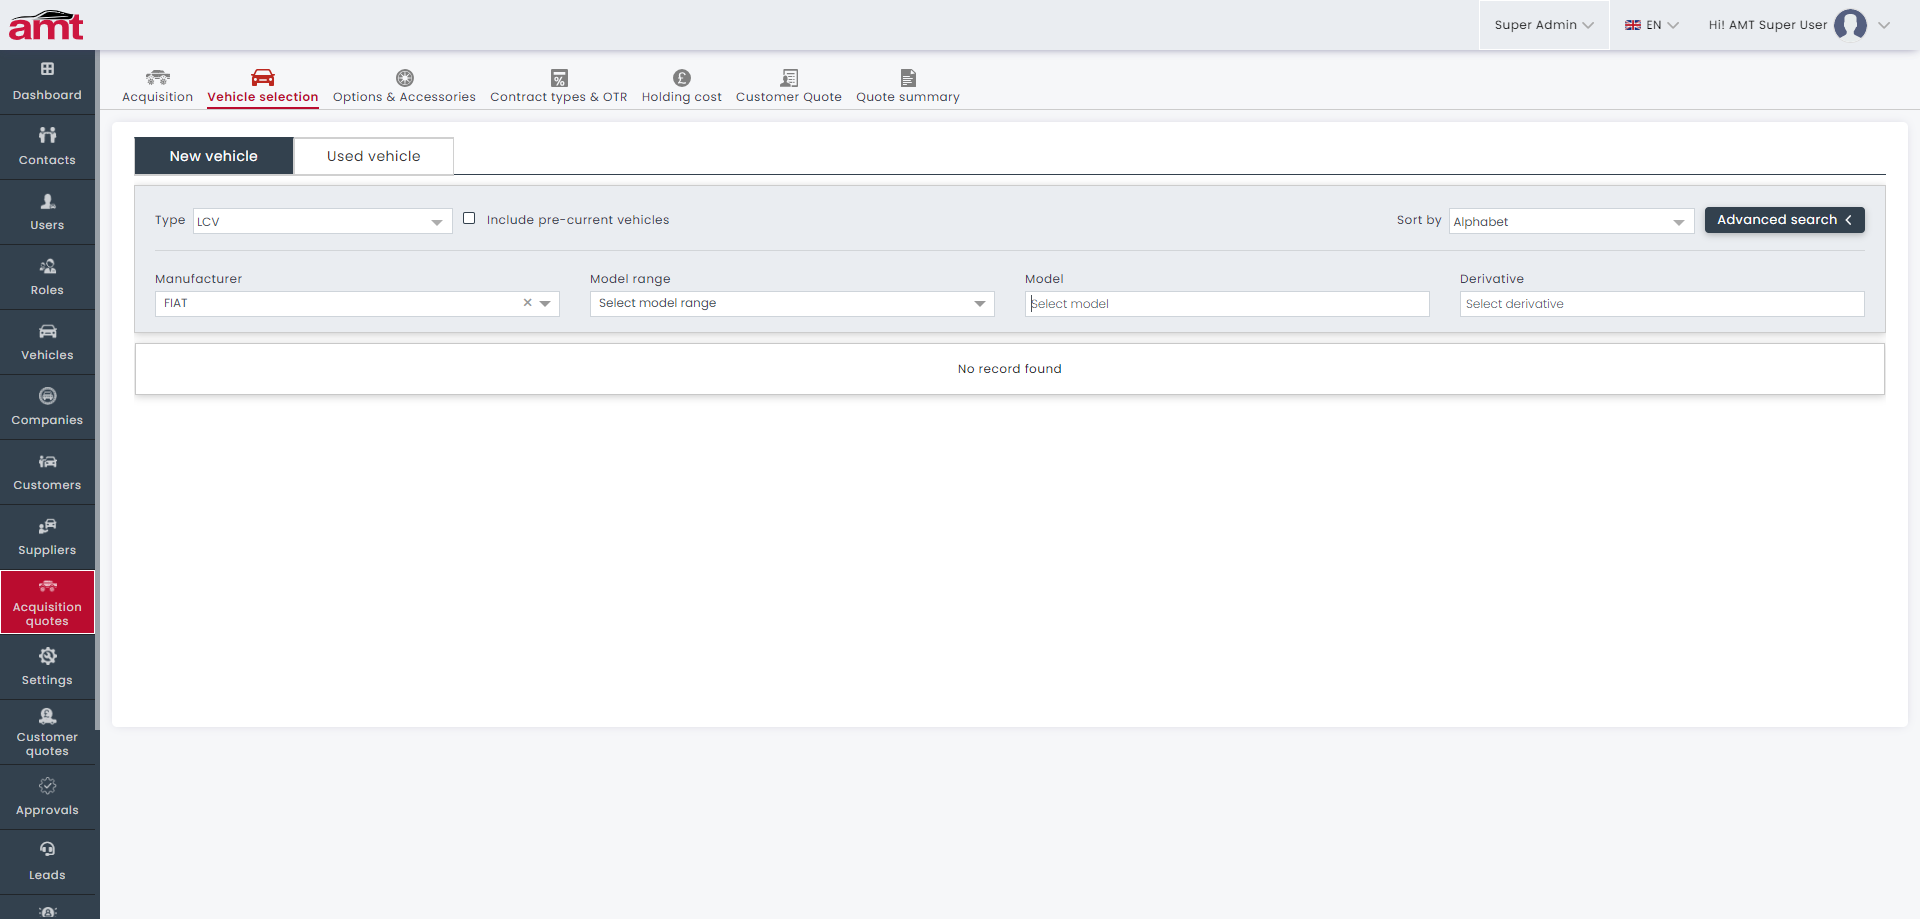 amt
Super Admin
EN
Hi! AMT Super User
Dashboard
Contacts
Users
Roles
Vehicles
Companies
Customers
Suppliers
Acquisition
quotes
Settings
Customer
quotes
Approvals
Leads
Acquisition
Vehicle selection
Options & Accessories
Contract types & OTR
Holding cost
Customer Quote
Quote summary
New vehicle
Used vehicle
Type
LCV
Include pre-current vehicles
Sort by
Alphabet
Advanced search
Manufacturer
Model range
Model
Derivative
FIAT
Select model range
Select model
Select derivative
No record found